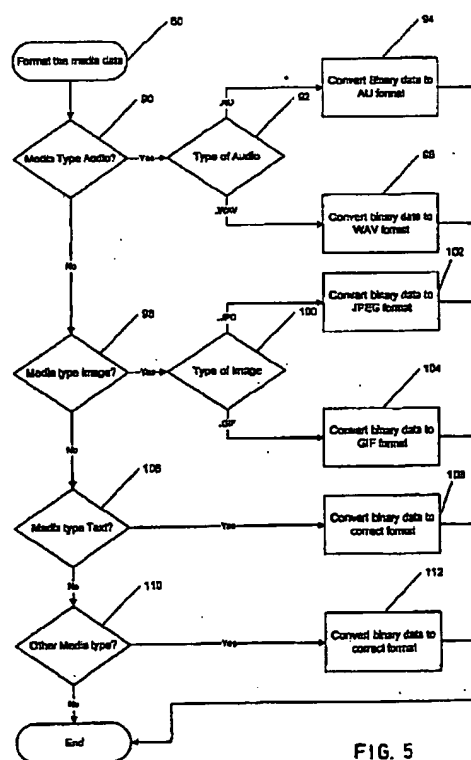 60
94
Format the media data
Convert Binary data to
AU format
90
.AU
92
Media Type Audio?
Yes
Type of Audio
96
.WAV
Convert binary data to
WAV format
No
102
98
.JPG
100
Convert binary data to
JPEG format
Media type Image?
Yes
Type of Image
104
.GIF
Convert binary data to
GIF format
No
106
108
Media type Text?
Yes
Convert binary data to
correct format
No
110
112
Other Media type?
Yes
Convert binary data to
correct format
No
End
FIG. 5